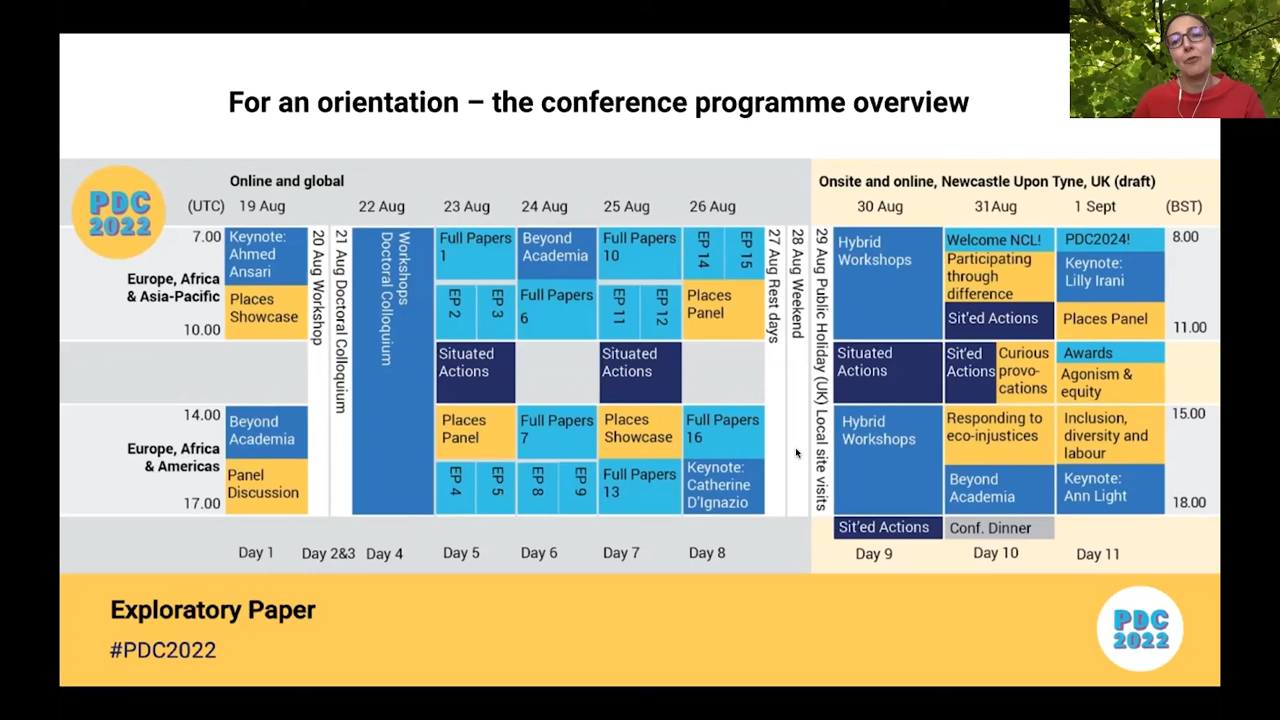 For an orientation – the conference programme overview
PDC
2022
Online and global
Onsite and online, Newcastle Upon Tyne, UK (draft)
(UTC)
19 Aug
22 Aug
23 Aug
24 Aug
25 Aug
26 Aug
30 Aug
31Aug
1 Sept
(BST)
7.00
Europe, Africa
& Asia-Pacific
10.00
14.00
Europe, Africa
& Americas
17.00
Keynote:
Ahmed
Ansari
Places
Showcase
Beyond
Academia
Panel
Discussion
20 Aug Workshop
21 Aug Doctoral Colloquium
Workshops
Doctoral Colloquium
Full Papers
1
EP 2
EP 3
Situated
Actions
Places
Panel
EP 4
EP 5
Beyond
Academia
Full Papers
6
Full Papers
7
EP 8
EP 9
Full Papers
10
EP 11
EP 12
Situated
Actions
Places
Showcase
Full Papers
13
EP 14
EP 15
Places
Panel
Full Papers
16
Keynote:
Catherine
D'Ignazio
27 Aug Rest days
28 Aug Weekend
29 Aug Public Holiday (UK) Local site visits
Hybrid
Workshops
Situated
Actions
Hybrid
Workshops
Sit'ed Actions
Welcome NCL!
Participating
through
difference
Sit'ed Actions
Sit'ed
Actions
Curious
provo-
cations
Responding to
eco-injustices
Beyond
Academia
Conf. Dinner
PDC2024!
Keynote:
Lilly Irani
Places Panel
Awards
Agonism &
equity
Inclusion,
diversity and
labour
Keynote:
Ann Light
8.00
11.00
15.00
18.00
Day 1
Day 2&3
Day 4
Day 5
Day 6
Day 7
Day 8
Day 9
Day 10
Day 11
Exploratory Paper
#PDC2022
PDC
2022